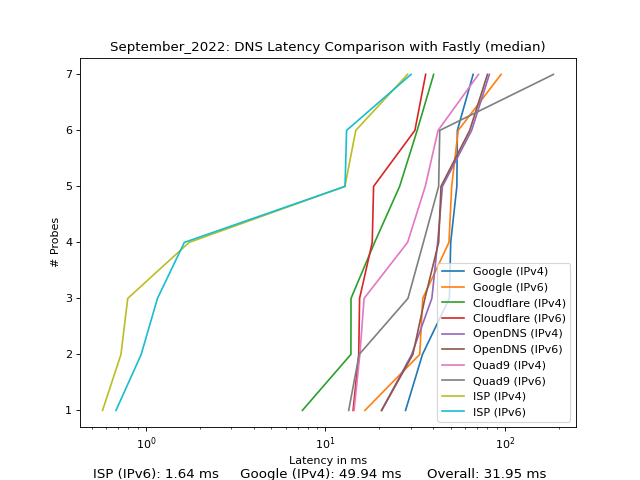 September_2022: DNS Latency Comparison with Fastly (median)
# Probes
7
6
5
4
3
2
1
Google (IPv4)
Google (IPv6)
Cloudflare (IPv4)
Cloudflare (IPv6)
OpenDNS (IPv4)
OpenDNS (IPv6)
Quad9 (IPv4)
Quad9 (IPv6)
ISP (IPv4)
ISP (IPv6)
10⁰ 10¹ 10²
Latency in ms
ISP (IPv6): 1.64 ms Google (IPv4): 49.94 ms Overall: 31.95 ms